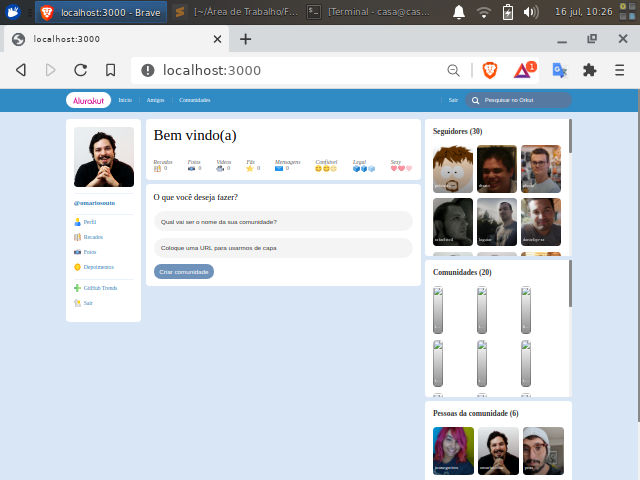 localhost:3000 - Brave
[~/Área de Trabalho/F...
[Terminal - casa@cas...
16 jul, 10:26
localhost:3000
localhost:3000
1
Alurakut
Inicio | Amigos | Comunidades
| Sair
Pesquisar no Orkut
@omariosouto
Perfil
Recados
Fotos
Depoimentos
GitHub Trends
Sair
Bem vindo(a)
Recados Fotos Videos Fãs Mensagens Confiável Legal Sexy
0 0 0 0 0
O que você deseja fazer?
Qual vai ser o nome da sua comunidade?
Coloque uma URL para usarmos de capa
Criar comunidade
Seguidores (30)
Comunidades (20)
Pessoas da comunidade (6)